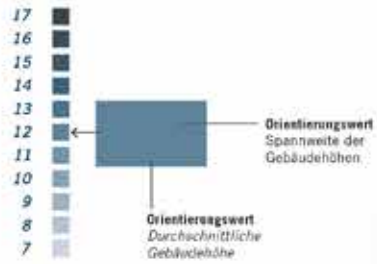 17
16
15
14
13
12
11
10
9
8
7
Orientierungswert
Spannweite der
Gebäudehöhen
Orientierungswert
Durchschnittliche
Gebäudehöhe